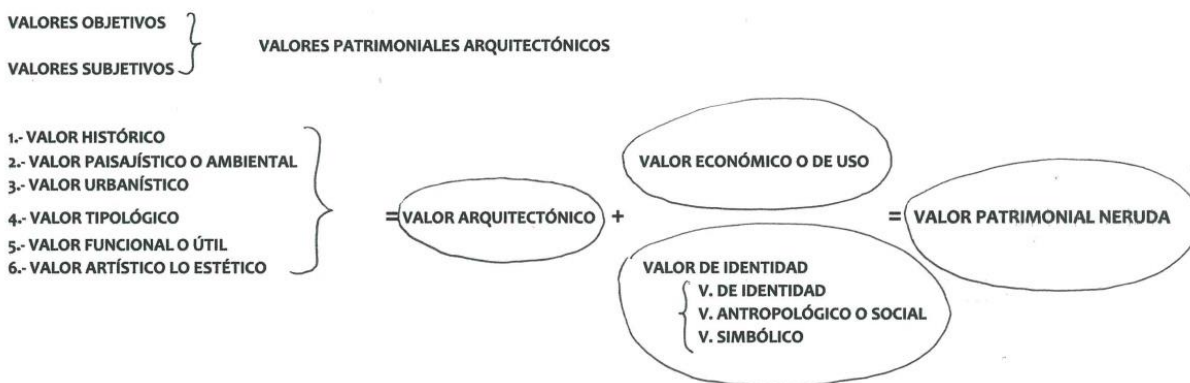 VALORES OBJETIVOS
VALORES SUBJETIVOS
VALORES PATRIMONIALES ARQUITECTÓNICOS
1.- VALOR HISTÓRICO
2.- VALOR PAISAJÍSTICO O AMBIENTAL
3.- VALOR URBANÍSTICO
4.- VALOR TIPOLÓGICO
5.- VALOR FUNCIONAL O ÚTIL
6.- VALOR ARTÍSTICO LO ESTÉTICO
= VALOR ARQUITECTÓNICO +
VALOR ECONÓMICO O DE USO
VALOR DE IDENTIDAD
V. DE IDENTIDAD
V. ANTROPOLÓGICO O SOCIAL
V. SIMBÓLICO
= VALOR PATRIMONIAL NERUDA